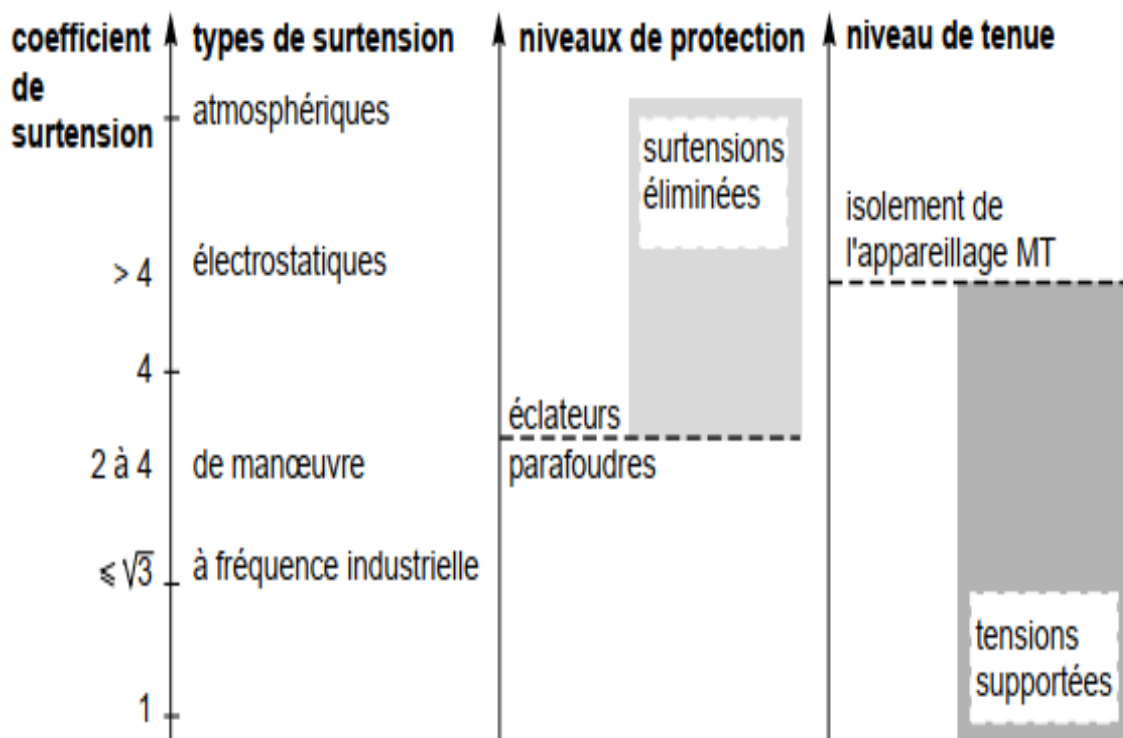 coefficient
de
surtension
types de surtension
niveaux de protection
niveau de tenue
atmosphériques
surtensions
éliminées
isolement de
l'appareillage MT
> 4
électrostatiques
4
éclateurs
parafoudres
2 à 4
de manœuvre
⩽ √3
à fréquence industrielle
tensions
supportées
1